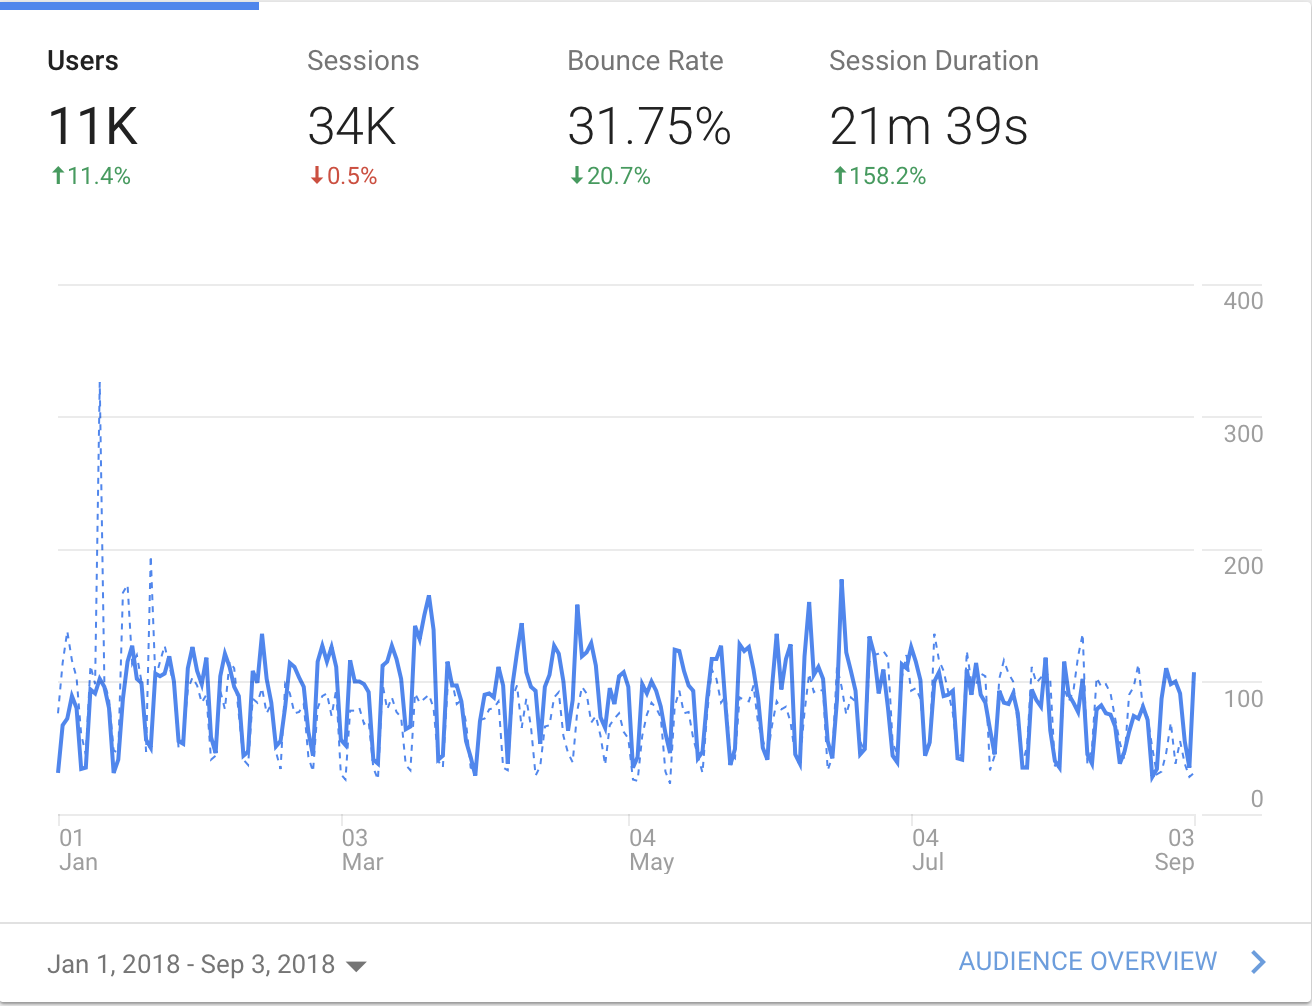 Users Sessions Bounce Rate Session Duration
11K 34K 31.75% 21m 39s
↑11.4% ↓0.5% ↓20.7% ↑158.2%
400
300
200
100
0
01 03 04 04 03
Jan Mar May Jul Sep
Jan 1, 2018 - Sep 3, 2018 AUDIENCE OVERVIEW